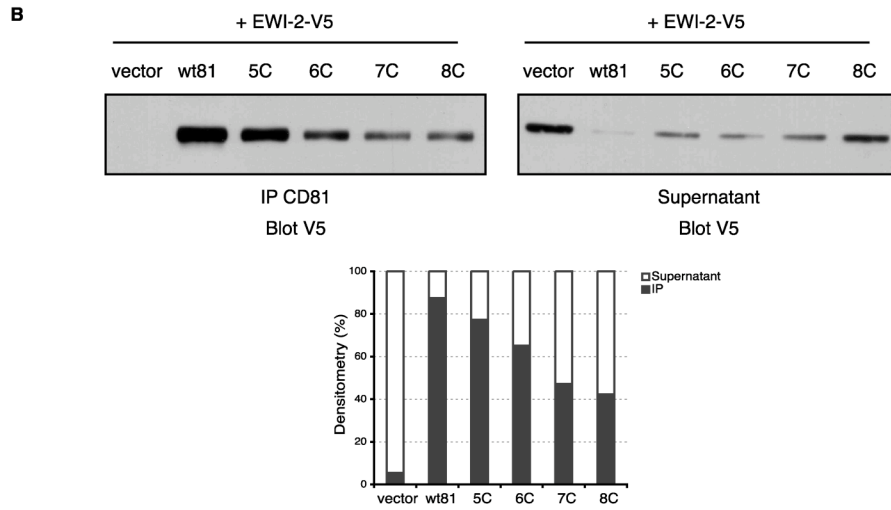 B
+ EWI-2-V5
vector wt81 5C 6C 7C 8C
IP CD81
Blot V5
+ EWI-2-V5
vector wt81 5C 6C 7C 8C
Supernatant
Blot V5
Densitometry (%)
100
80
60
40
20
0
vector wt81 5C 6C 7C 8C
Supernatant
IP